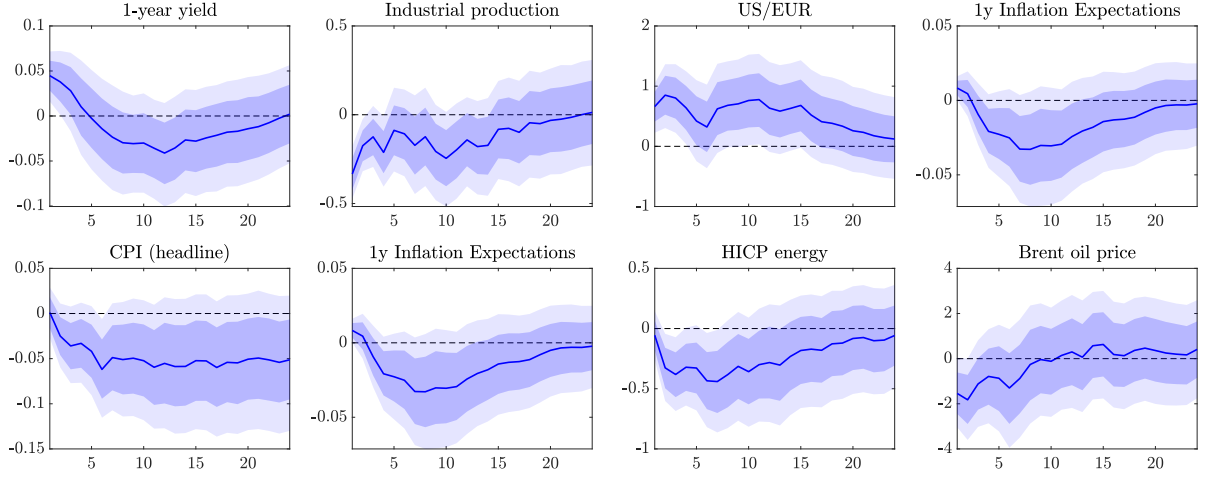 1-year yield
0.1
0.05
0
-0.05
-0.1
5 10 15 20
Industrial production
0.5
0
-0.5
5 10 15 20
US/EUR
2
1
0
-1
5 10 15 20
1y Inflation Expectations
0.05
0
-0.05
5 10 15 20
CPI (headline)
0.05
0
-0.05
-0.1
-0.15
5 10 15 20
1y Inflation Expectations
0.05
0
-0.05
5 10 15 20
HICP energy
0.5
0
-0.5
-1
5 10 15 20
Brent oil price
4
2
0
-2
-4
5 10 15 20